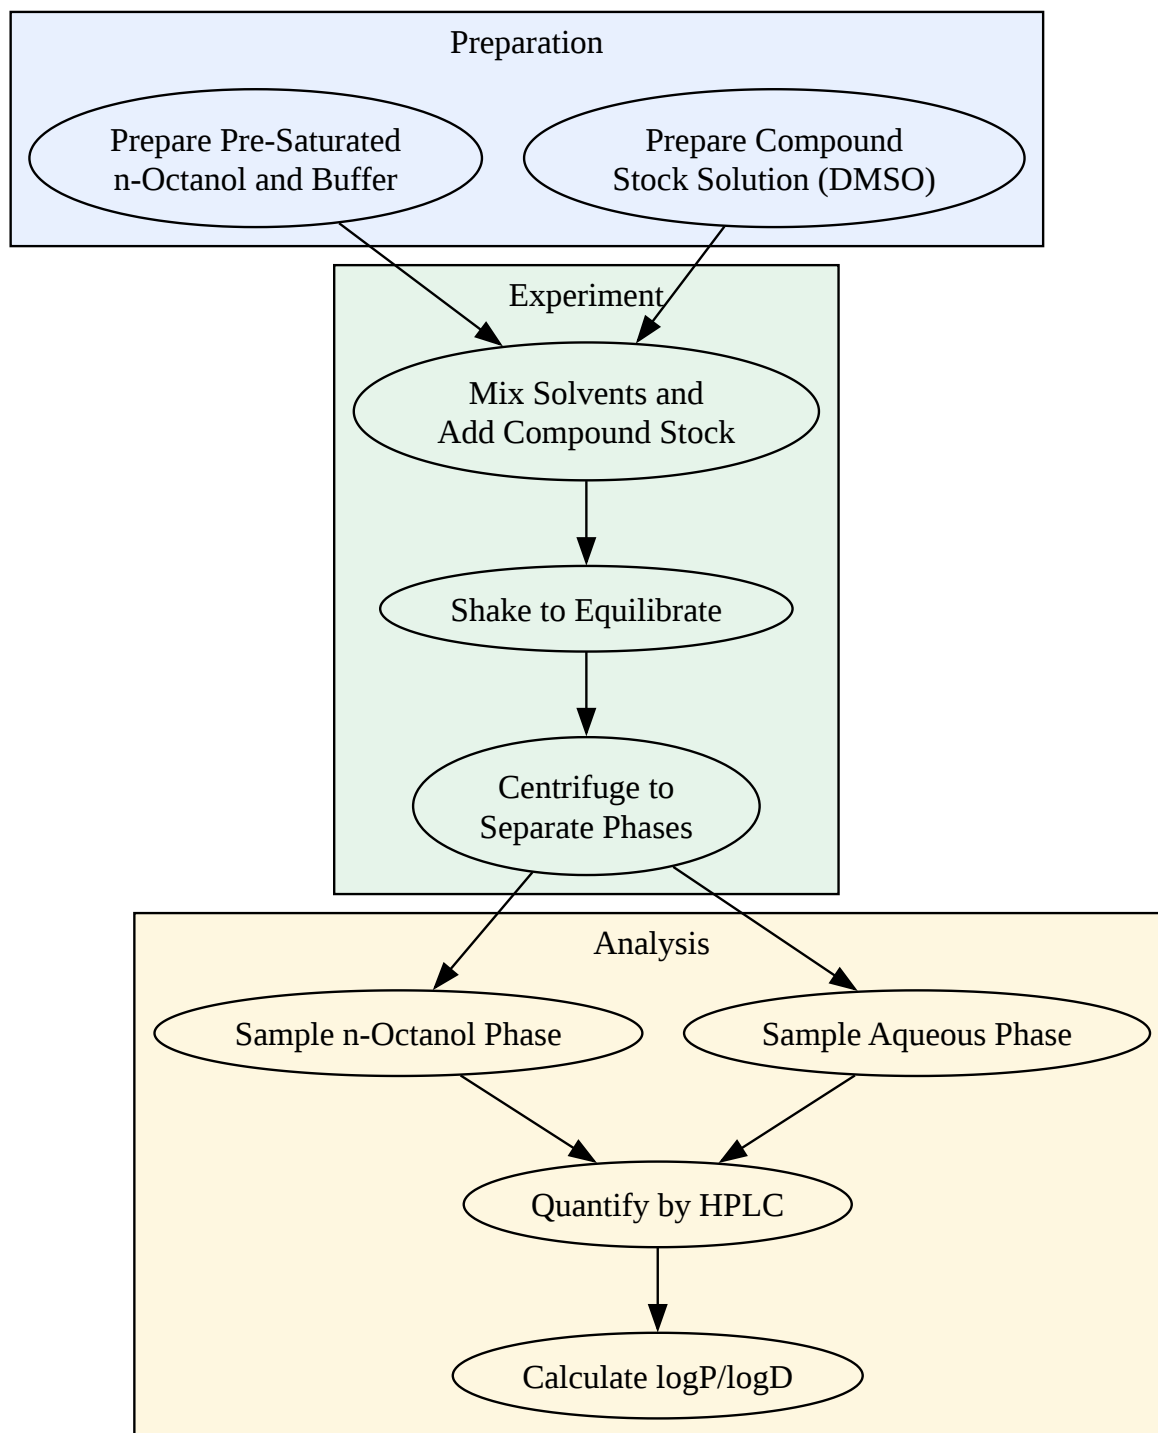 Preparation
Prepare Pre-Saturated
n-Octanol and Buffer
Prepare Compound
Stock Solution (DMSO)
Experiment
Mix Solvents and
Add Compound Stock
Shake to Equilibrate
Centrifuge to
Separate Phases
Analysis
Sample n-Octanol Phase
Sample Aqueous Phase
Quantify by HPLC
Calculate logP/logD